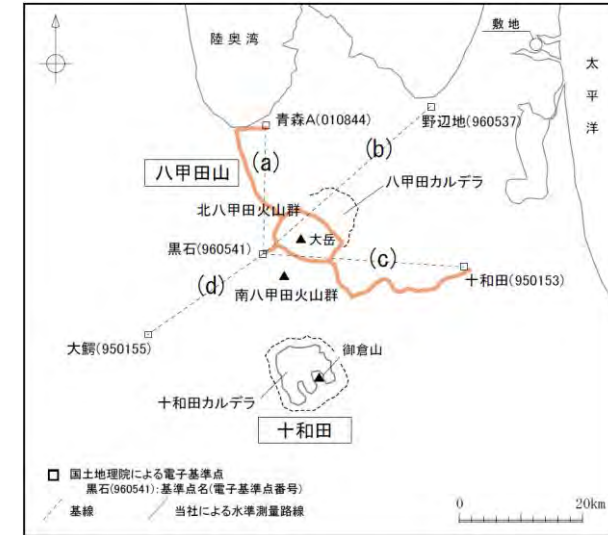 敷地
陸奥湾
太平洋
青森A(010844)
野辺地(960537)
(a)
(b)
八甲田山
八甲田カルデラ
北八甲田火山群
大岳
黒石(960541)
(c)
十和田(950153)
(d)
南八甲田火山群
大鰐(950155)
御倉山
十和田カルデラ
十和田
国土地理院による電子基準点
黒石(960541):基準点名(電子基準点番号)
基線
当社による水準測量路線
0 20km